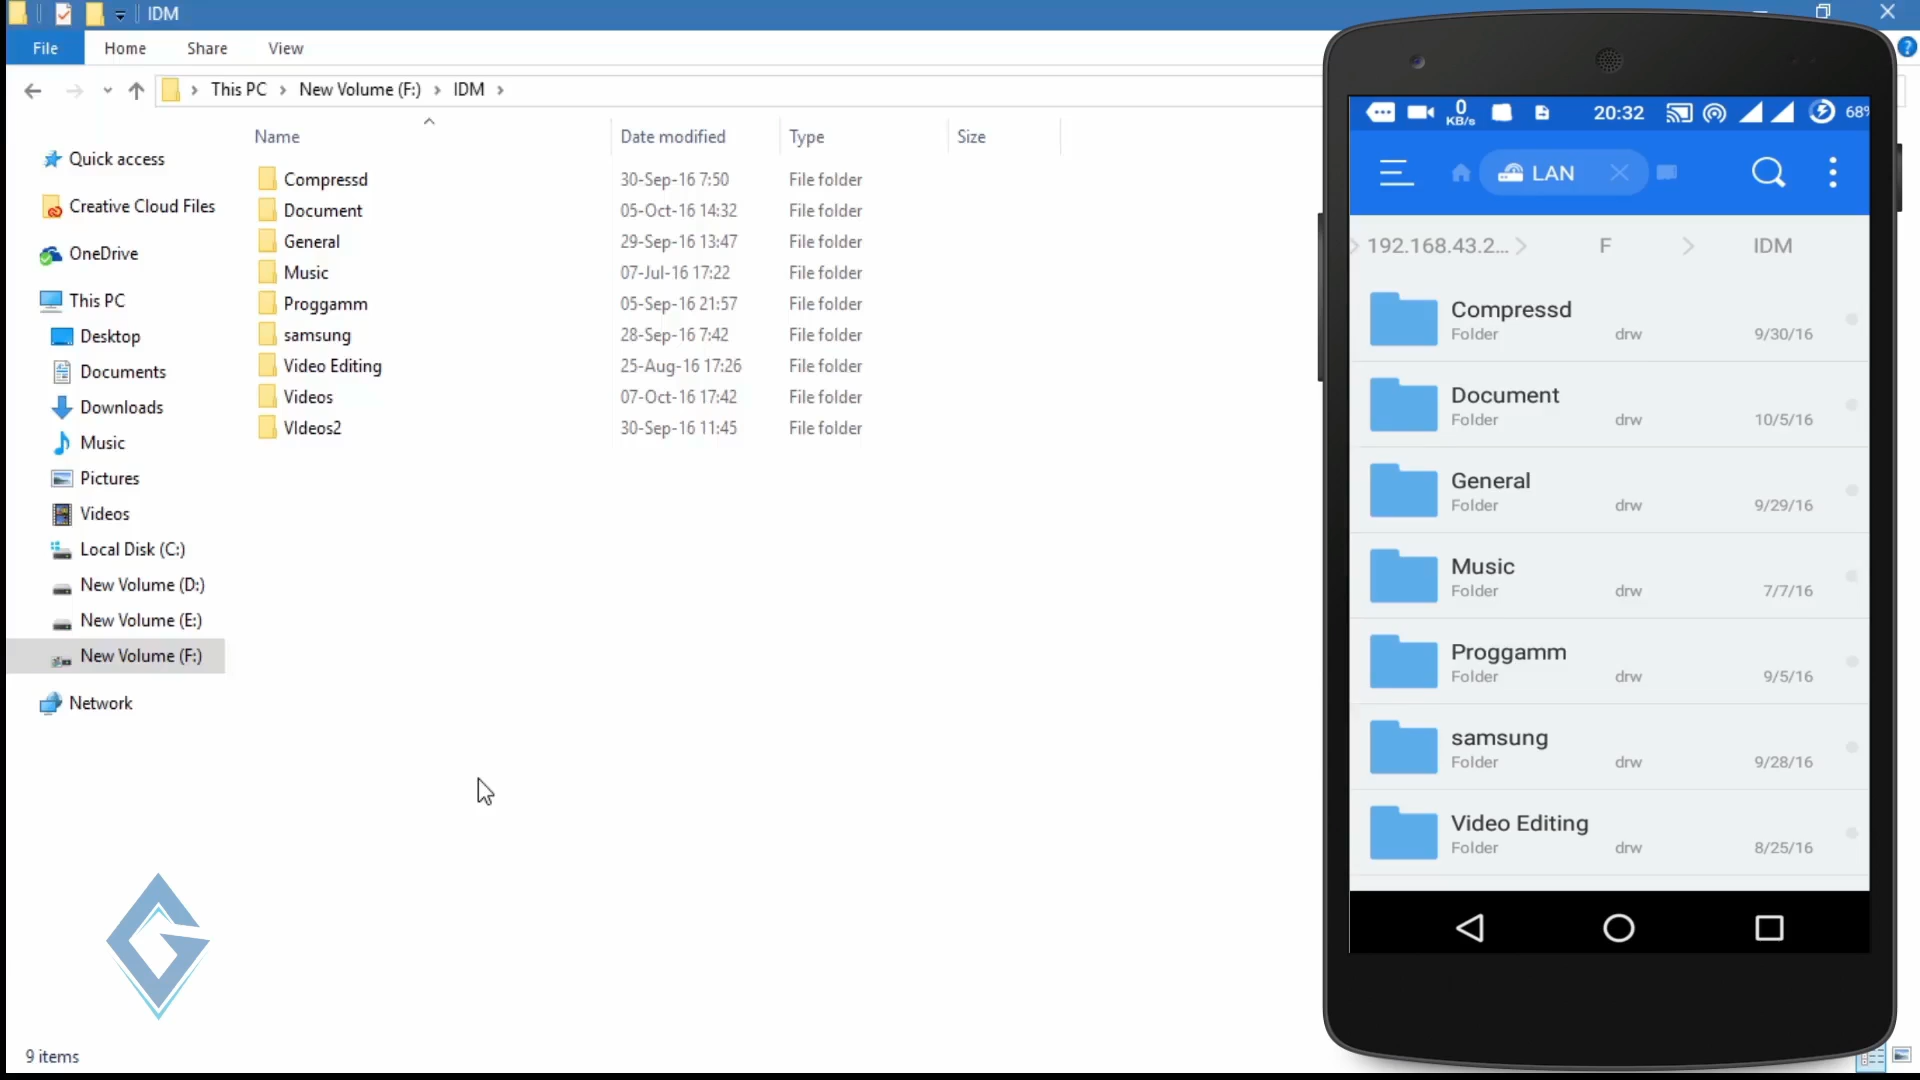 IDM
File Home Share View
This PC New Volume (F:) IDM
Name Date modified Type Size
Quick access
Creative Cloud Files
OneDrive
This PC
Desktop
Documents
Downloads
Music
Pictures
Videos
Local Disk (C:)
New Volume (D:)
New Volume (E:)
New Volume (F:)
Network
Compressd 30-Sep-16 7:50 File folder
Document 05-Oct-16 14:32 File folder
General 29-Sep-16 13:47 File folder
Music 07-Jul-16 17:22 File folder
Proggamm 05-Sep-16 21:57 File folder
samsung 28-Sep-16 7:42 File folder
Video Editing 25-Aug-16 17:26 File folder
Videos 07-Oct-16 17:42 File folder
VIdeos2 30-Sep-16 11:45 File folder
9 items
0 KB/s 20:32 68%
LAN
192.168.43.2... F IDM
Compressd
Folder drw 9/30/16
Document
Folder drw 10/5/16
General
Folder drw 9/29/16
Music
Folder drw 7/7/16
Proggamm
Folder drw 9/5/16
samsung
Folder drw 9/28/16
Video Editing
Folder drw 8/25/16